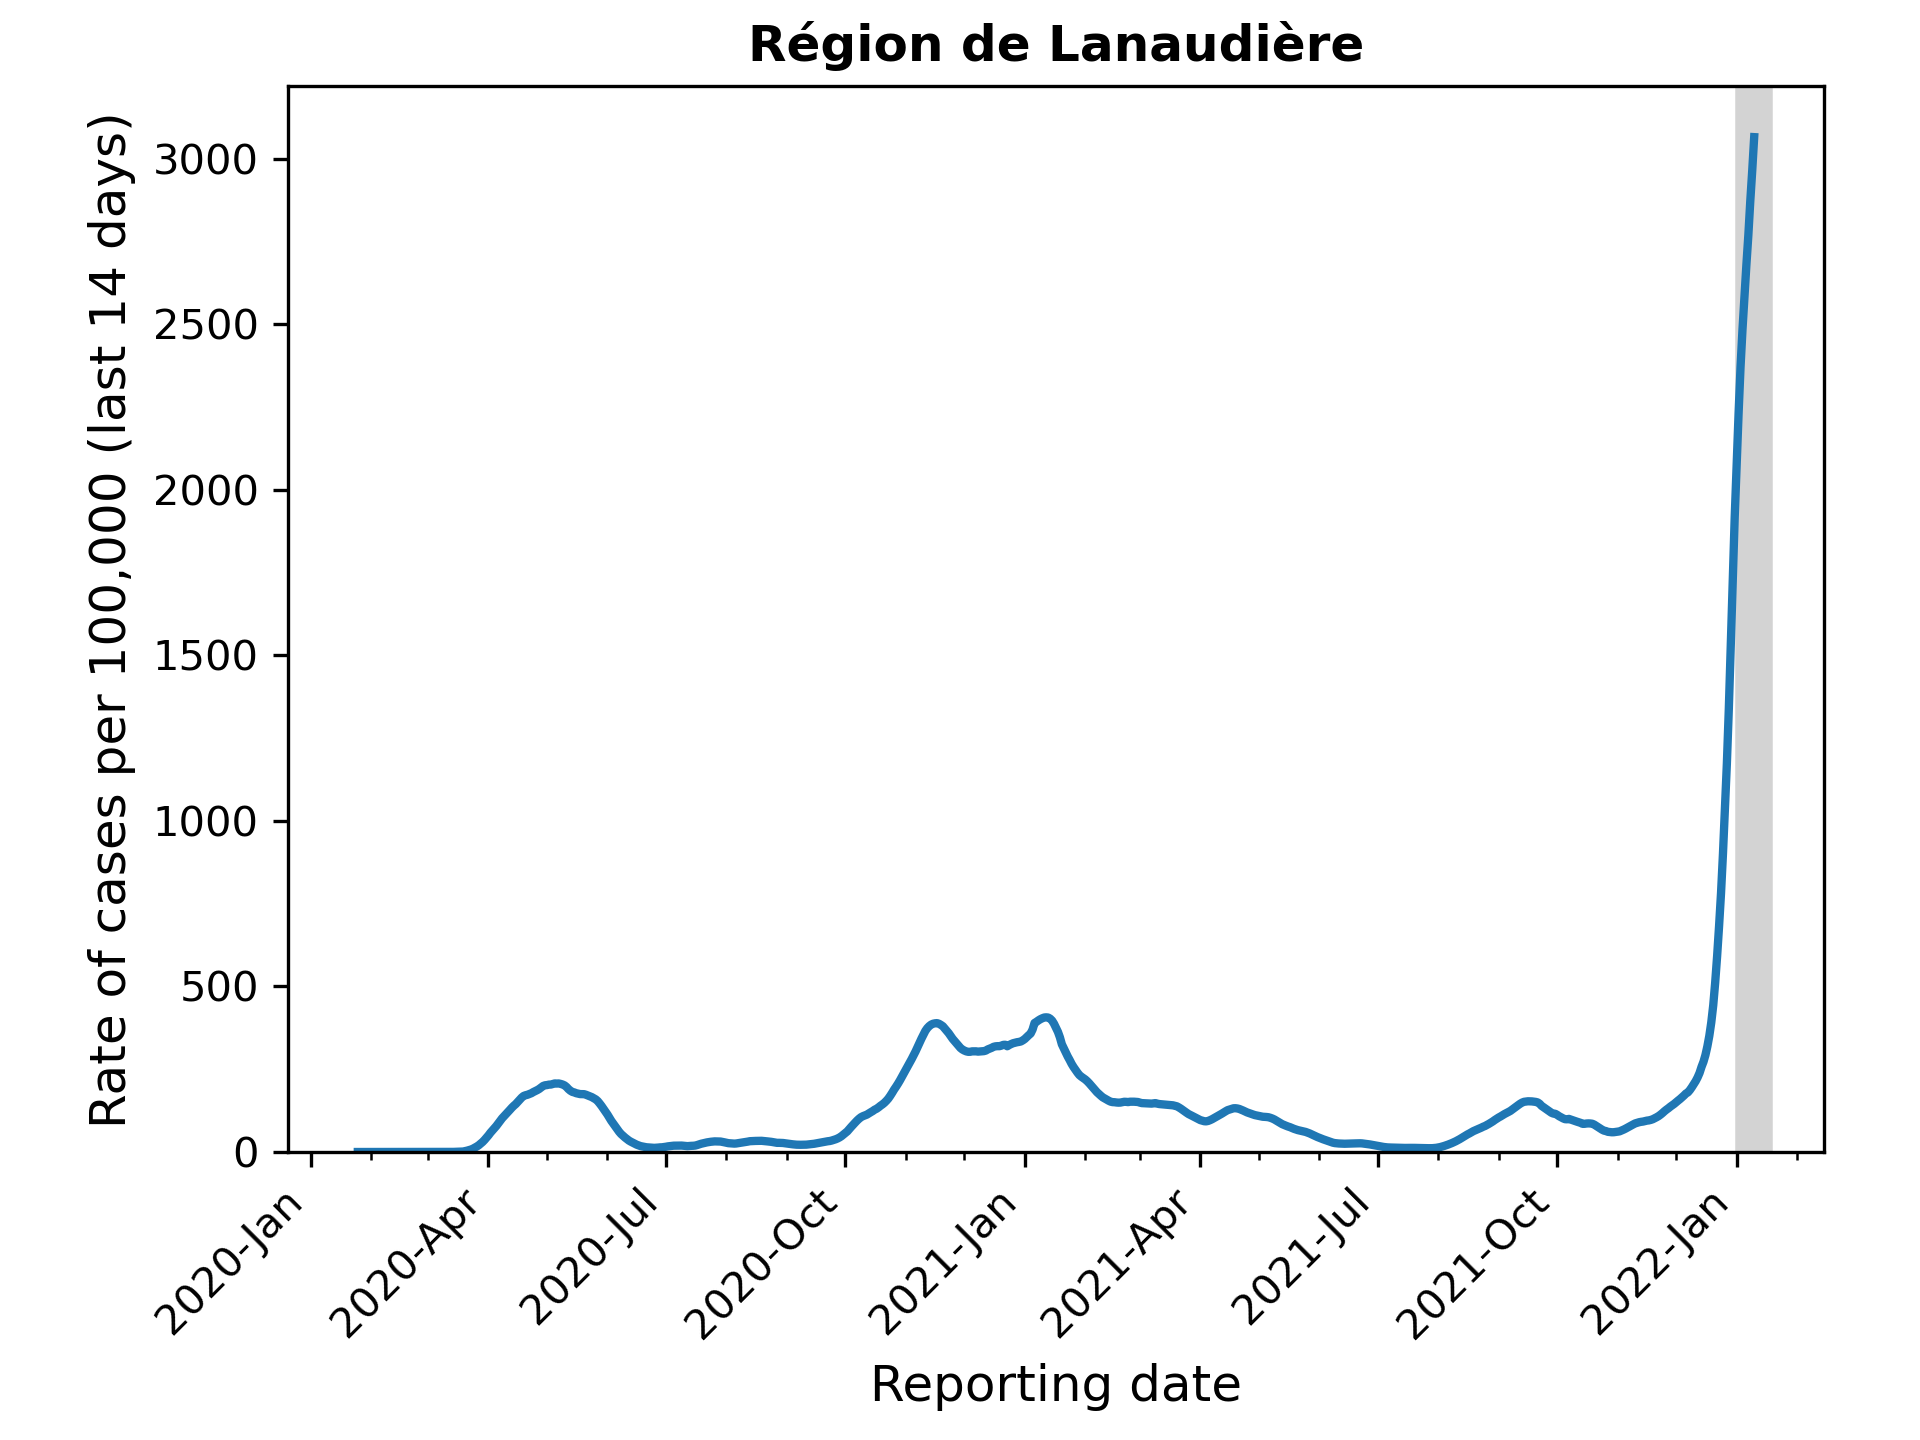 Région de Lanaudière
Rate of cases per 100,000 (last 14 days)
3000
2500
2000
1500
1000
500
0
2020-Jan
2020-Apr
2020-Jul
2020-Oct
2021-Jan
2021-Apr
2021-Jul
2021-Oct
2022-Jan
Reporting date